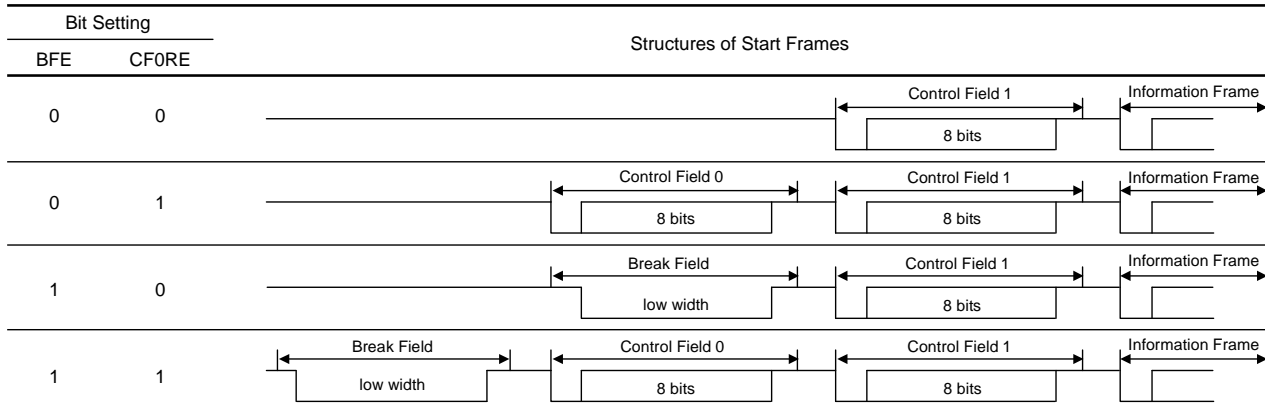 Bit Setting
Structures of Start Frames
BFE CF0RE
0 0 Control Field 1 Information Frame
8 bits
0 1 Control Field 0 Control Field 1 Information Frame
8 bits 8 bits
1 0 Break Field Control Field 1 Information Frame
low width 8 bits
1 1 Break Field Control Field 0 Control Field 1 Information Frame
low width 8 bits 8 bits